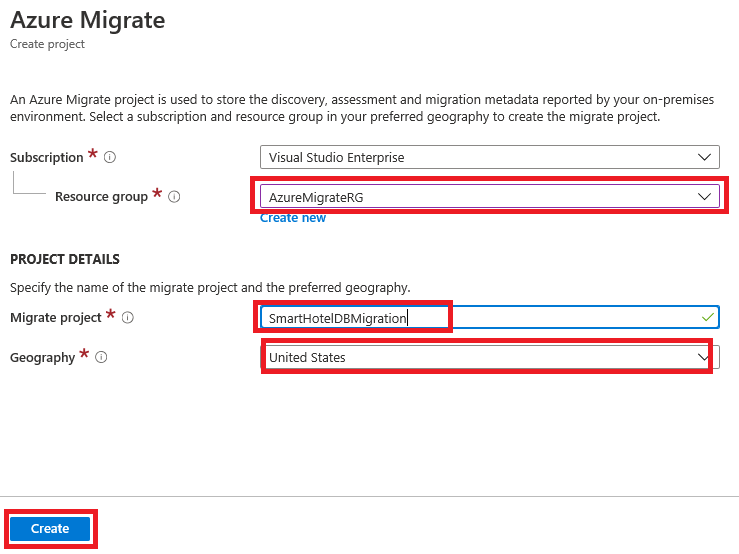 Azure Migrate
Create project
An Azure Migrate project is used to store the discovery, assessment and migration metadata reported by your on-premises
environment. Select a subscription and resource group in your preferred geography to create the migrate project.
Subscription * Visual Studio Enterprise
Resource group * AzureMigrateRG
Create new
PROJECT DETAILS
Specify the name of the migrate project and the preferred geography.
Migrate project * SmartHotelDBMigration
Geography * United States
Create